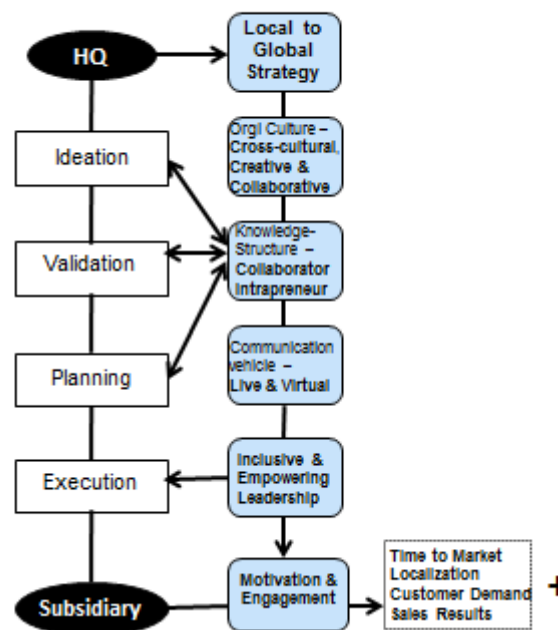 HQ
Local to
Global
Strategy
Ideation
Orgl Culture –
Cross-cultural,
Creative &
Collaborative
Validation
Knowledge-
Structure –
Collaborator
Intrapreneur
Planning
Communication
vehicle –
Live & Virtual
Execution
Inclusive &
Empowering
Leadership
Subsidiary
Motivation &
Engagement
Time to Market
Localization
Customer Demand
Sales Results
+